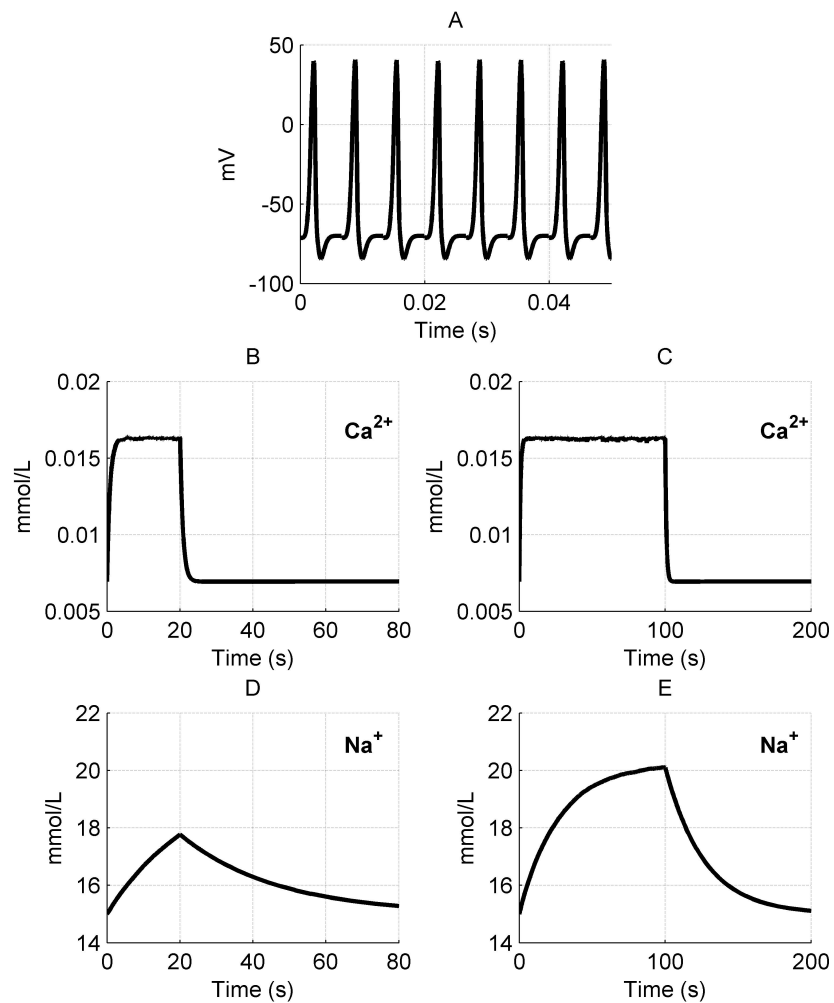 A
50
0
-50
-100
mV
0 0.02 0.04
Time (s)
B
0.02
0.015
0.01
0.005
mmol/L
Ca2+
0 20 40 60 80
Time (s)
C
0.02
0.015
0.01
0.005
mmol/L
Ca2+
0 100 200
Time (s)
D
22
20
18
16
14
mmol/L
Na+
0 20 40 60 80
Time (s)
E
22
20
18
16
14
mmol/L
Na+
0 100 200
Time (s)